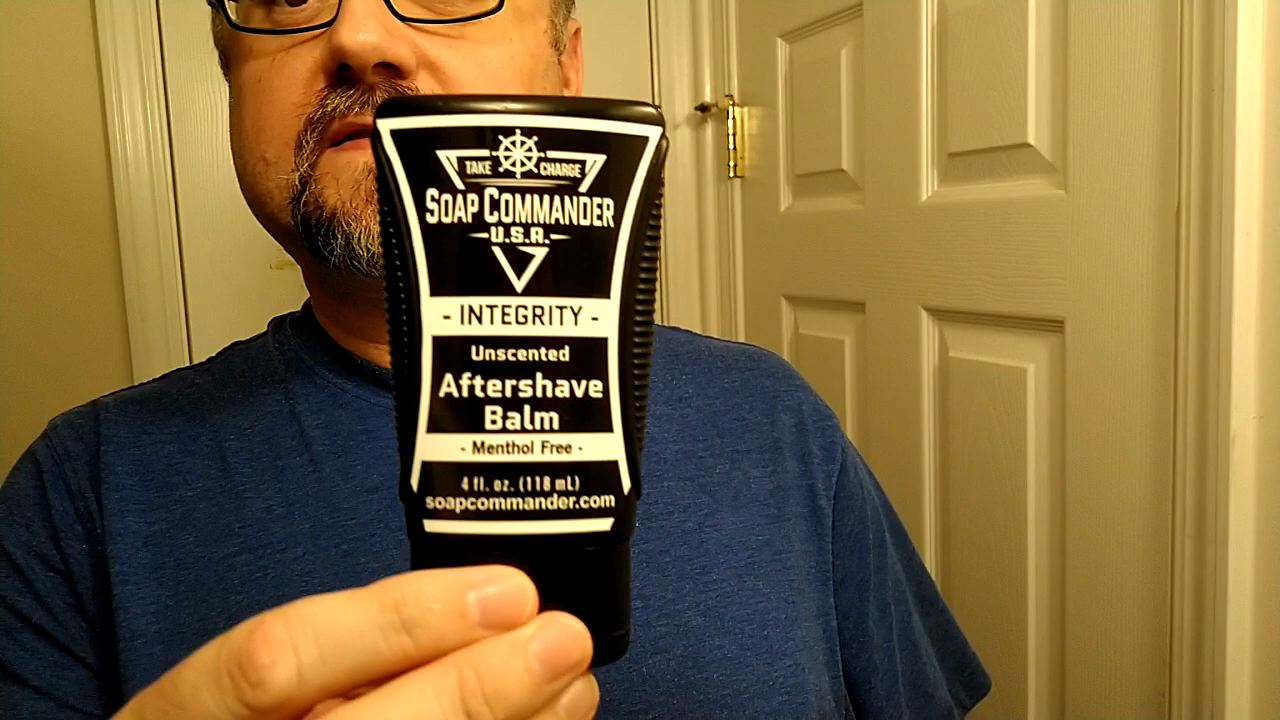 TAKE CHARGE
SOAP COMMANDER
U.S.A.
- INTEGRITY -
Unscented
Aftershave
Balm
- Menthol Free -
4 fl. oz. (118 mL)
soapcommander.com